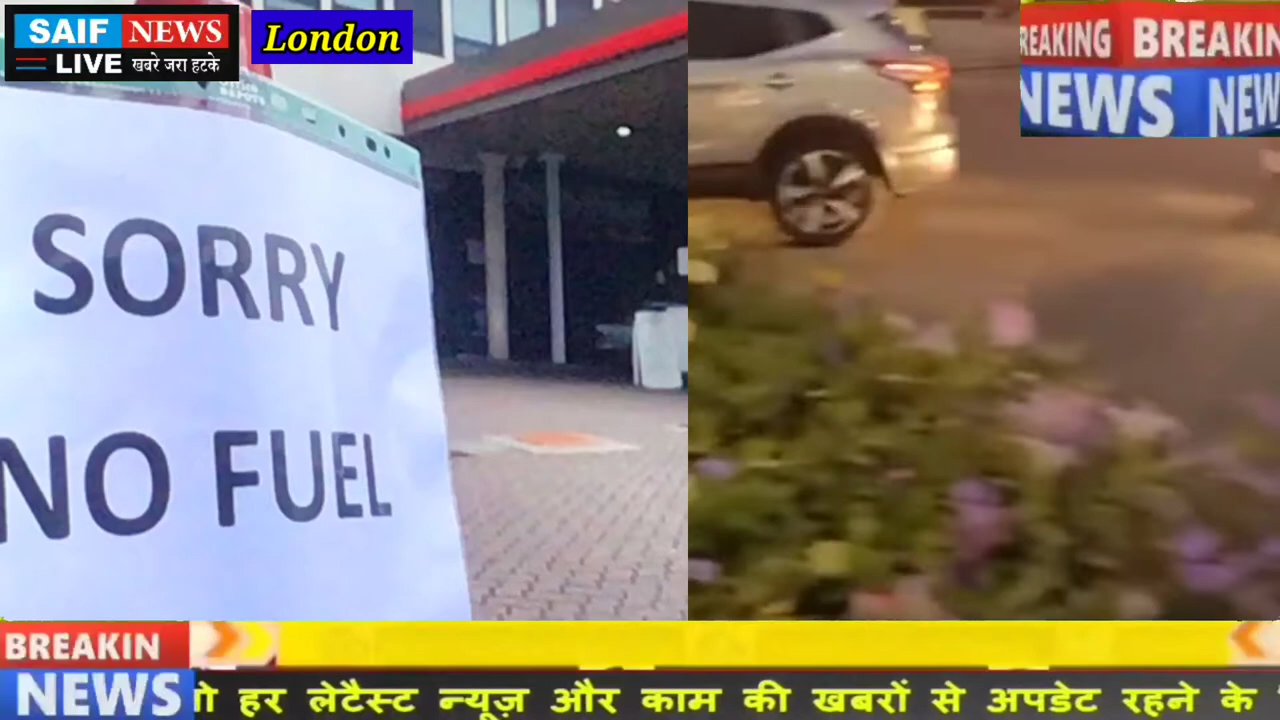 SAIF NEWS
LIVE खबरे जरा हटके
London
BREAKING BREAKIN
NEWS NEW
SORRY
NO FUEL
BREAKIN
NEWS
हर लेटैस्ट न्यूज़ और काम की खबरों से अपडेट रहने के